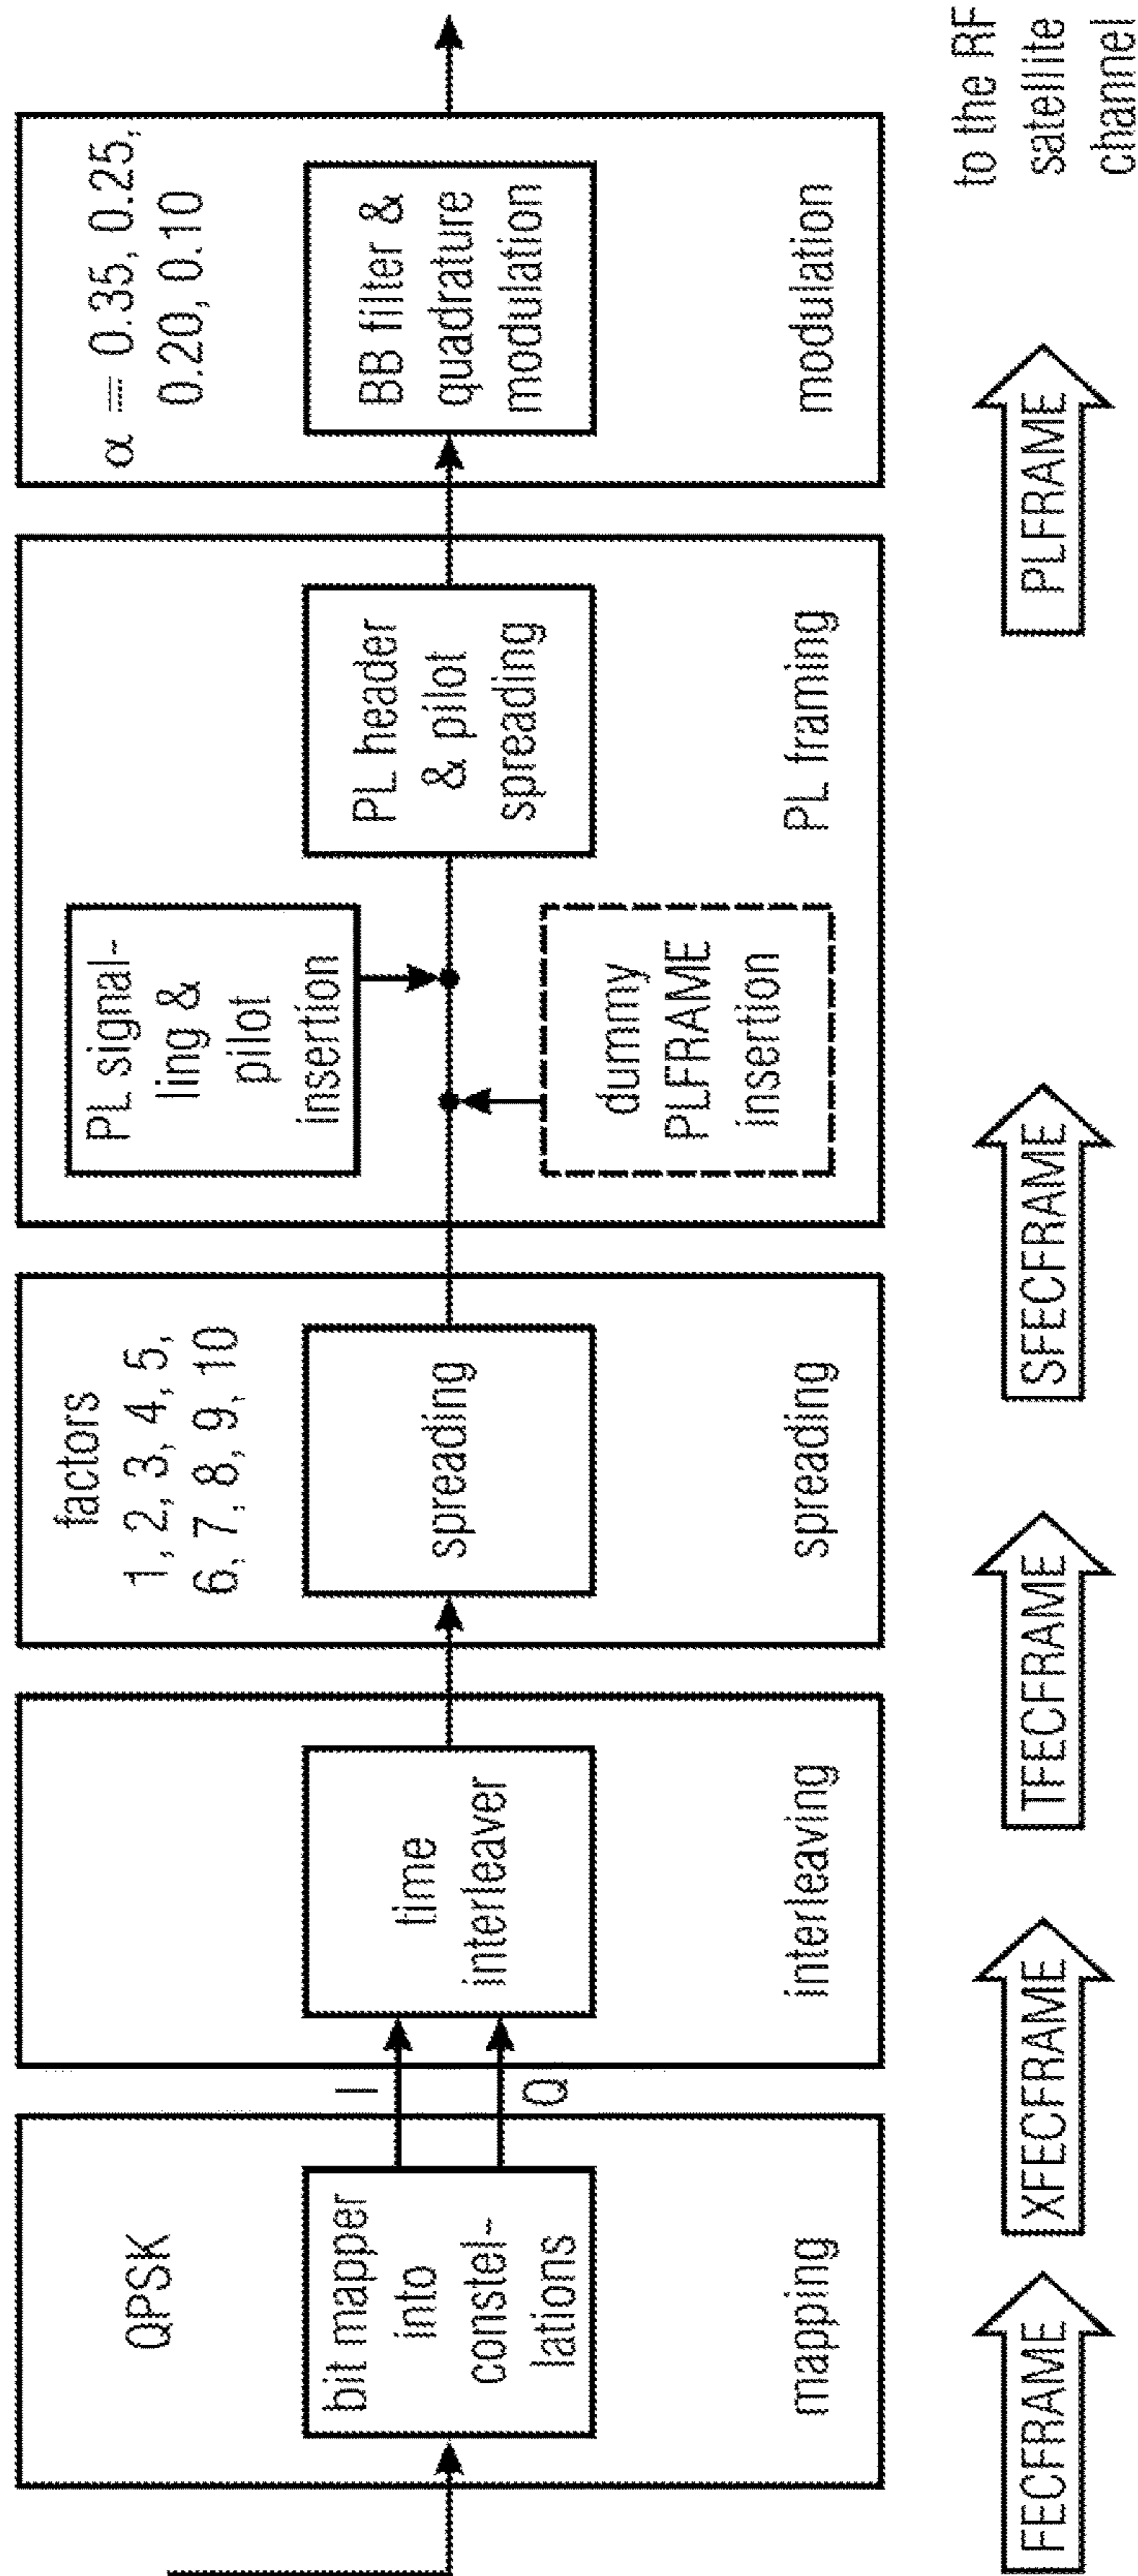 QPSK
bit mapper
into
constel-
lations
mapping
I
Q
time
interleaver
interleaving
factors
1, 2, 3, 4, 5,
6, 7, 8, 9, 10
spreading
spreading
PL signal-
ling &
pilot
insertion
dummy
PLFRAME
insertion
PL header
& pilot
spreading
PL framing
α = 0.35, 0.25,
0.20, 0.10
BB filter &
quadrature
modulation
modulation
to the RF
satellite
channel
FECFRAME
XFECFRAME
TFECFRAME
SFECFRAME
PLFRAME